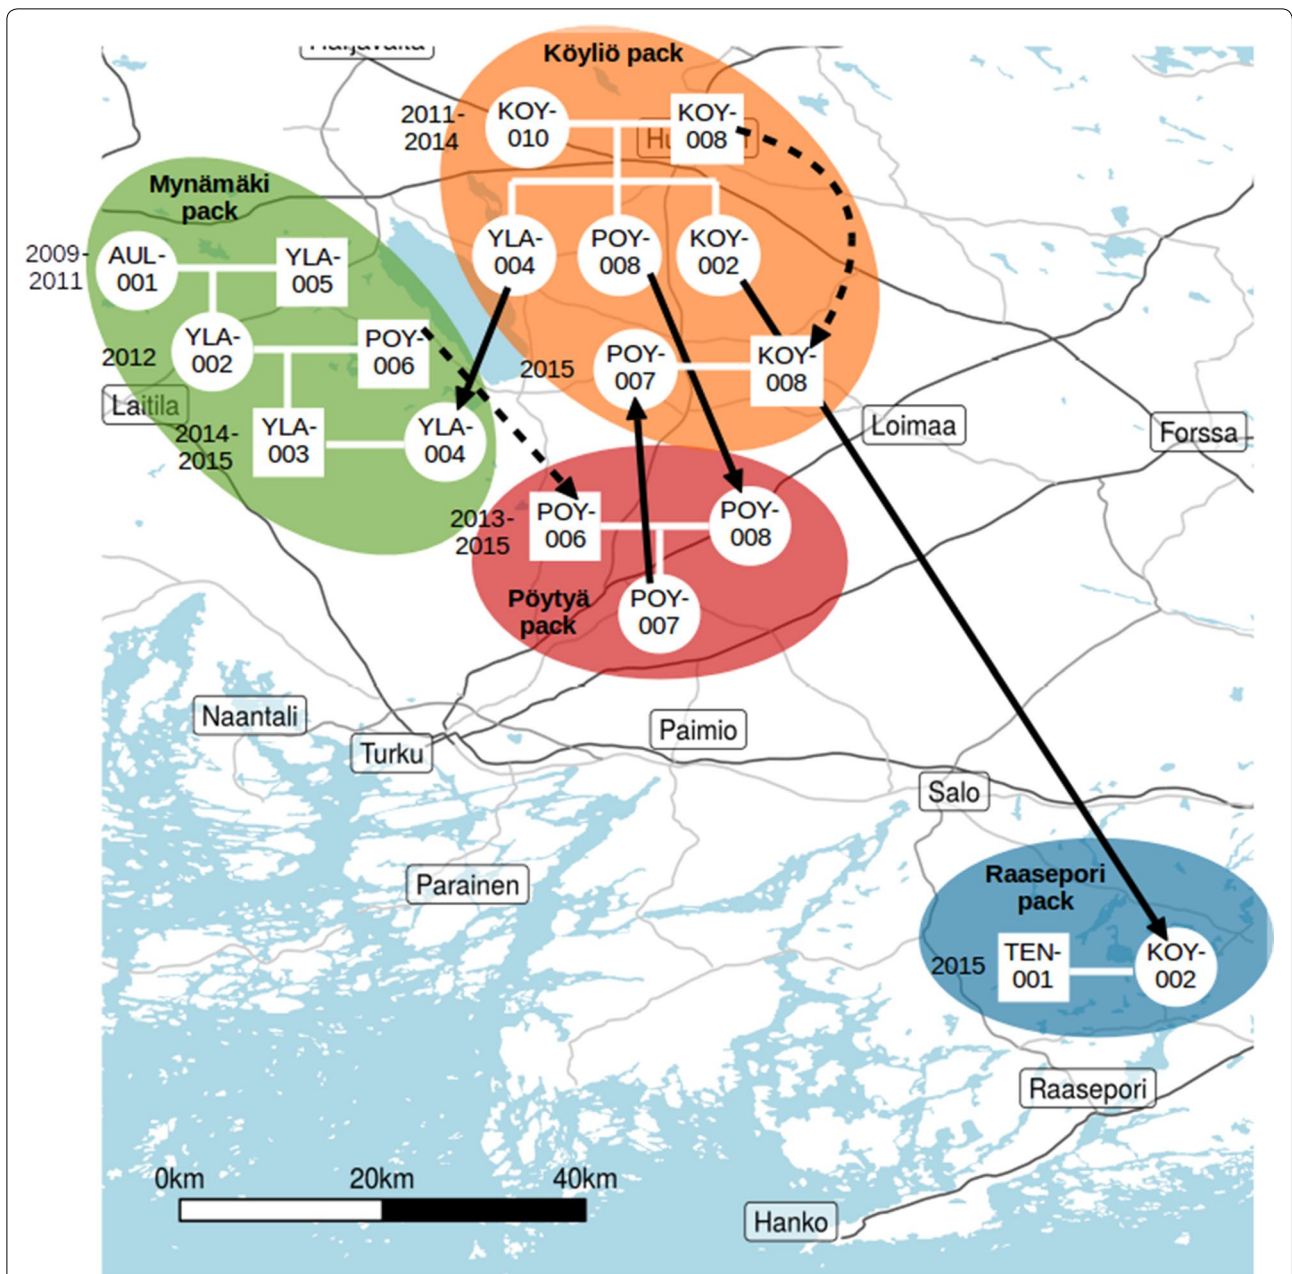 Köyliö pack
2011-
2014
KOY-
010
KOY-
008
Mynämäki
pack
2009-
2011
AUL-
001
YLA-
005
YLA-
004
POY-
008
KOY-
002
2012
YLA-
002
POY-
006
2015
POY-
007
KOY-
008
Laitila
2014-
2015
YLA-
003
YLA-
004
Loimaa
Forssa
2013-
2015
POY-
006
POY-
008
Pöytyä
pack
POY-
007
Naantali
Turku
Paimio
Salo
Parainen
Raasepori
pack
2015
TEN-
001
KOY-
002
Raasepori
0km 20km 40km
Hanko